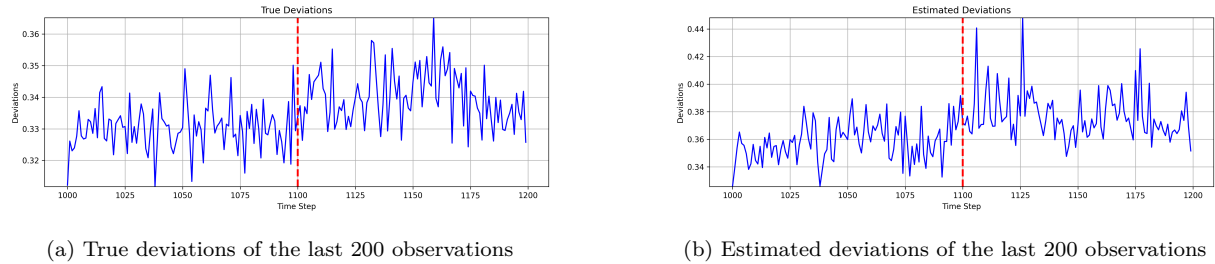 True Deviations
0.36
0.35
0.34
0.33
0.32
Deviations
1000 1025 1050 1075 1100 1125 1150 1175 1200
Time Step
(a) True deviations of the last 200 observations
Estimated Deviations
0.44
0.42
0.40
0.38
0.36
0.34
Deviations
1000 1025 1050 1075 1100 1125 1150 1175 1200
Time Step
(b) Estimated deviations of the last 200 observations